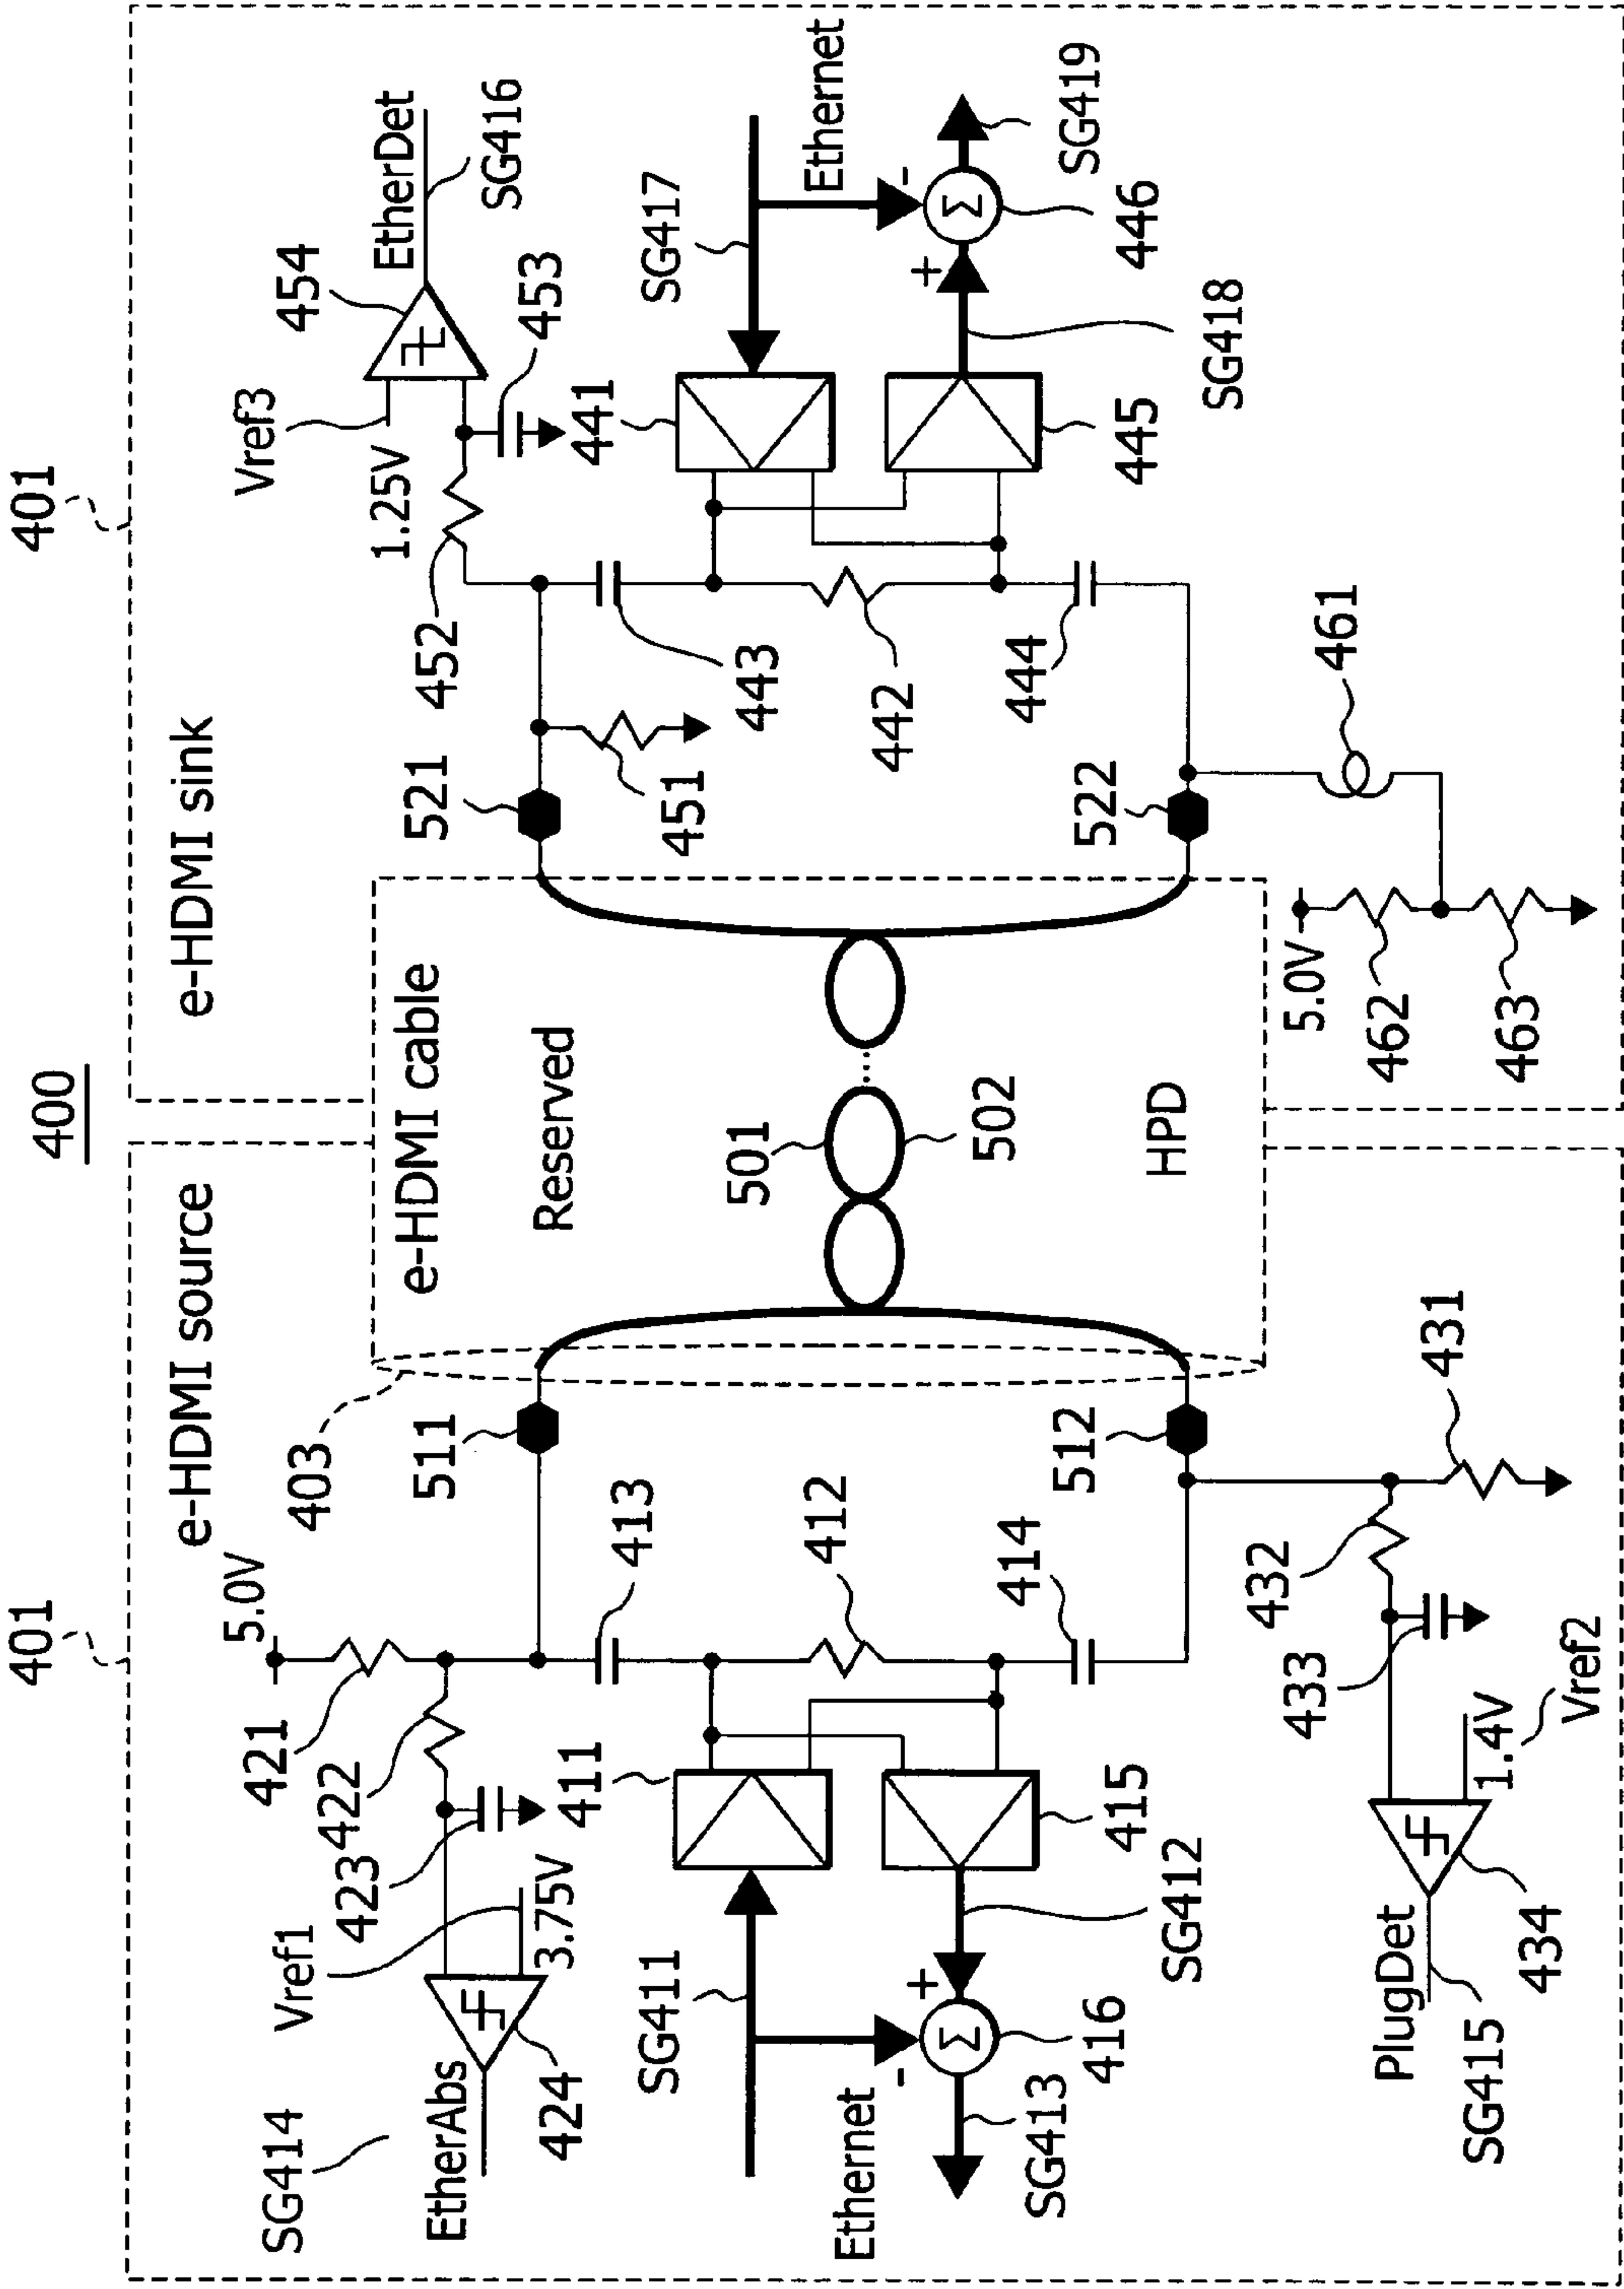 400
401
e-HDMI source
5.0V
421
422
423
Vref1
3.75V
SG414
EtherAbs
424
411
SG411
Ethernet
-
+
Σ
416
SG413
SG412
415
413
412
414
511
512
403
431
432
433
1.4V
Vref2
434
PlugDet
SG415
e-HDMI cable
Reserved
501
502
HPD
401
e-HDMI sink
521
522
451
452
443
442
444
Vref3
1.25V
454
453
EtherDet
SG416
441
SG417
Ethernet
-
+
Σ
446
SG419
SG418
445
461
5.0V
462
463